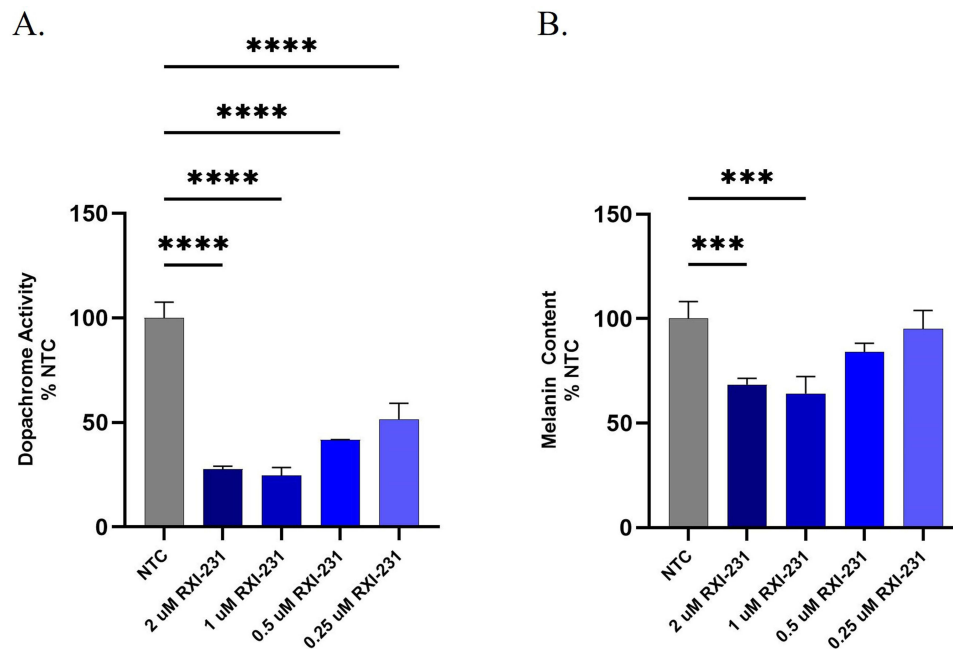 A.
****
****
****
****
150
100
50
0
Dopachrome Activity
% NTC
NTC
2 uM RXI-231
1 uM RXI-231
0.5 uM RXI-231
0.25 uM RXI-231
B.
***
***
150
100
50
0
Melanin Content
% NTC
NTC
2 uM RXI-231
1 uM RXI-231
0.5 uM RXI-231
0.25 uM RXI-231